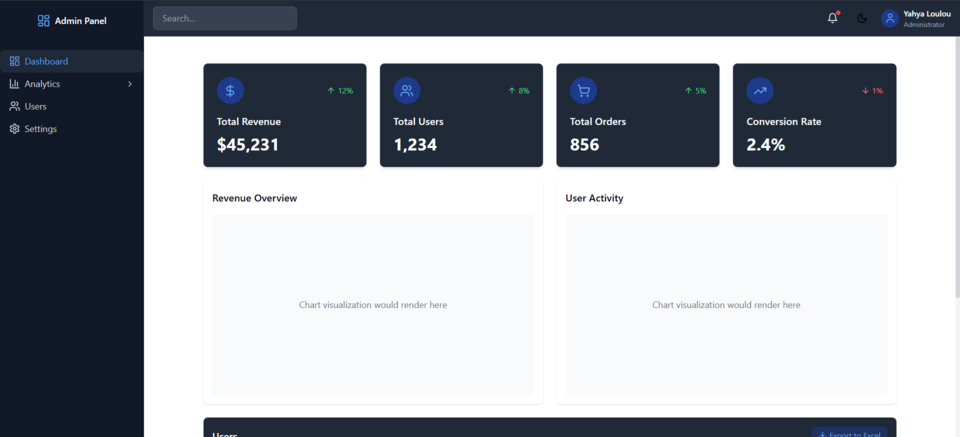 Admin Panel
Search...
Yahya Loulou
Administrator
Dashboard
Analytics
Users
Settings
12%
Total Revenue
$45,231
8%
Total Users
1,234
5%
Total Orders
856
1%
Conversion Rate
2.4%
Revenue Overview
Chart visualization would render here
User Activity
Chart visualization would render here
Users
Export to Excel